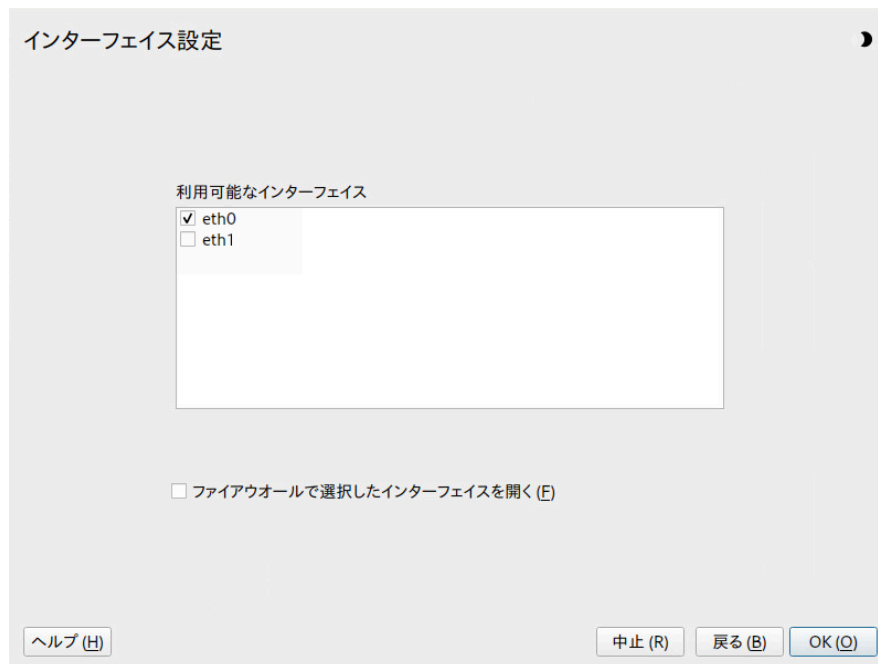 インターフェイス設定
利用可能なインターフェイス
eth0
eth1
ファイアウオールで選択したインターフェイスを開く(F)
ヘルプ(H)
中止(R)
戻る(B)
OK(O)